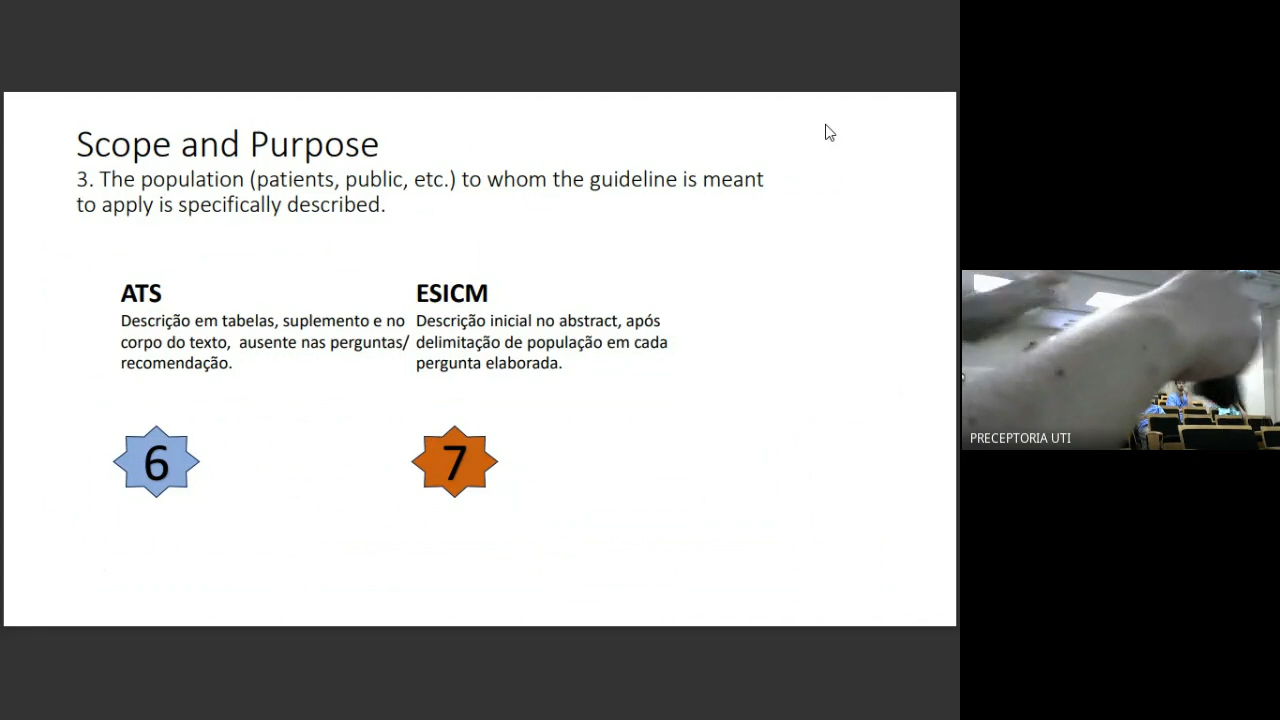 Scope and Purpose
3. The population (patients, public, etc.) to whom the guideline is meant
to apply is specifically described.
ATS
Descrição em tabelas, suplemento e no
corpo do texto, ausente nas perguntas/
recomendação.
6
ESICM
Descrição inicial no abstract, após
delimitação de população em cada
pergunta elaborada.
7
PRECEPTORIA UTI